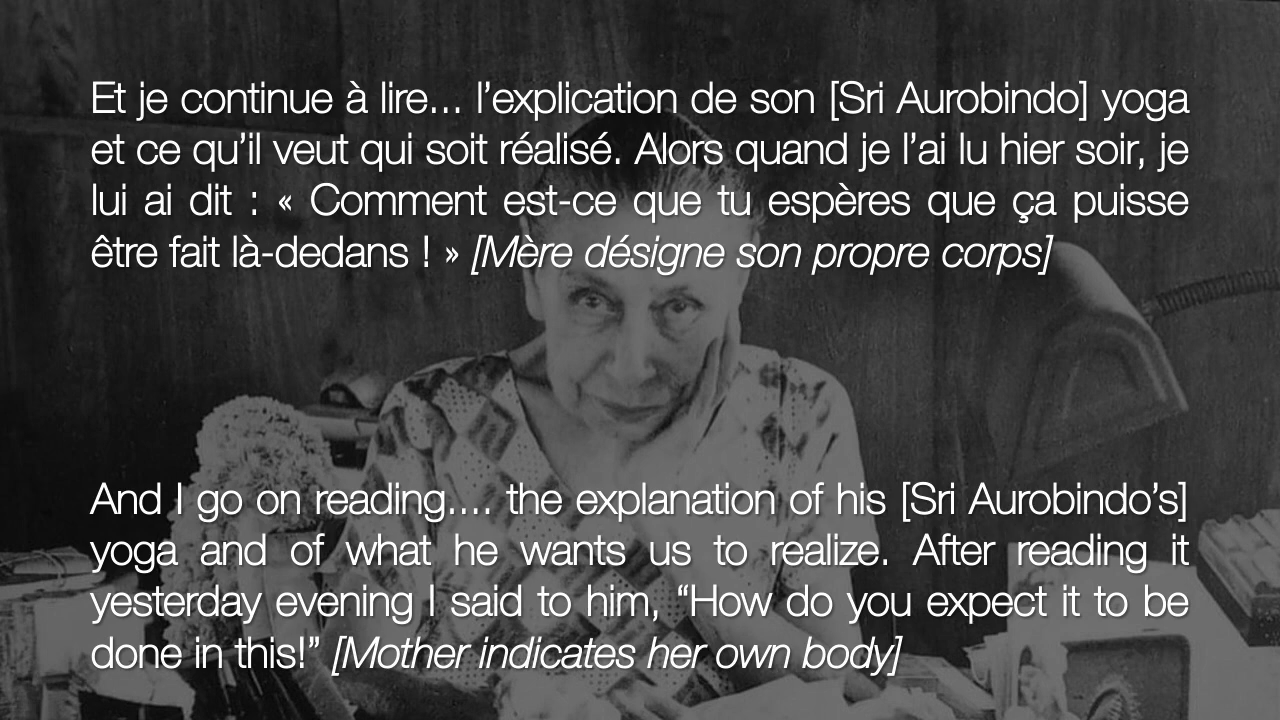 Et je continue à lire... l’explication de son [Sri Aurobindo] yoga
et ce qu’il veut qui soit réalisé. Alors quand je l’ai lu hier soir, je
lui ai dit : « Comment est-ce que tu espères que ça puisse
être fait là-dedans ! » [Mère désigne son propre corps]
And I go on reading.... the explanation of his [Sri Aurobindo’s]
yoga and of what he wants us to realize. After reading it
yesterday evening I said to him, “How do you expect it to be
done in this!” [Mother indicates her own body]